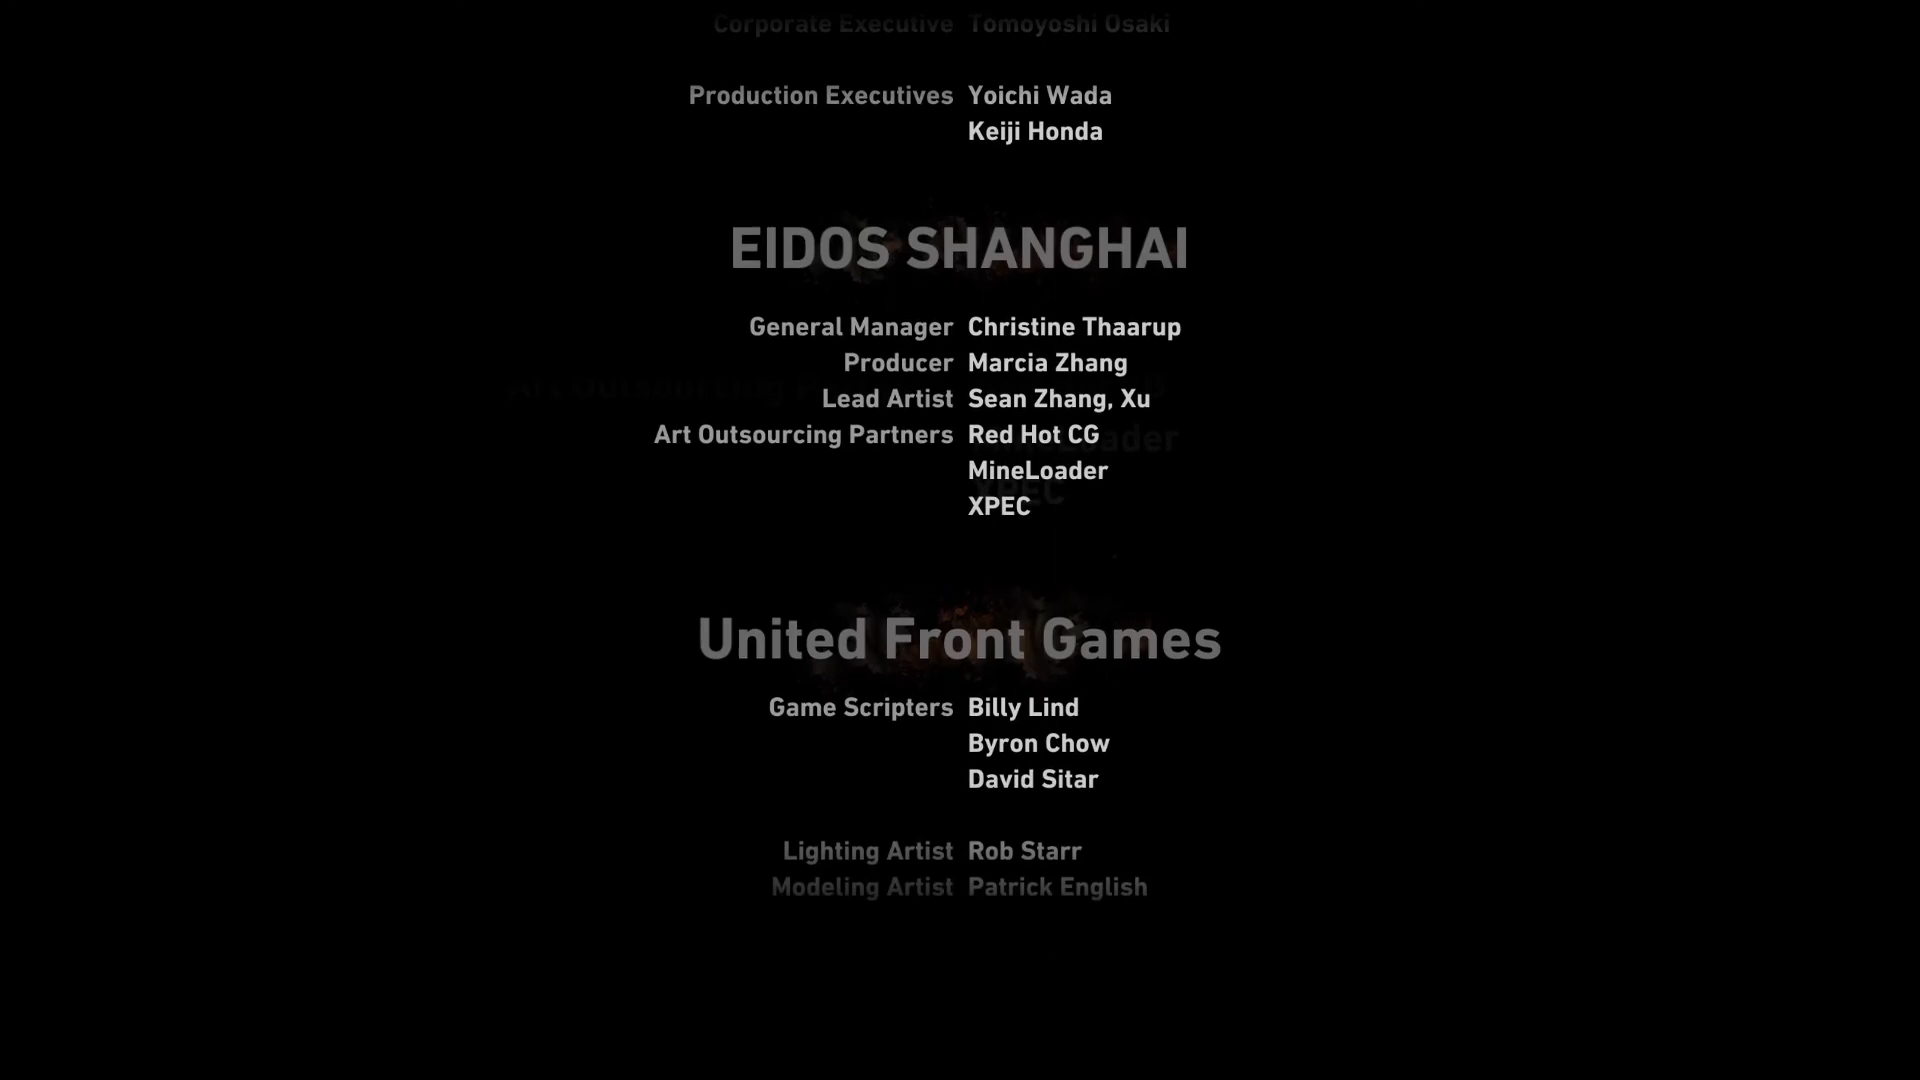 Corporate Executive Tomoyoshi Osaki
Production Executives Yoichi Wada
Keiji Honda
EIDOS SHANGHAI
General Manager Christine Thaarup
Producer Marcia Zhang
Lead Artist Sean Zhang, Xu
Art Outsourcing Partners Red Hot CG
MineLoader
XPEC
United Front Games
Game Scripters Billy Lind
Byron Chow
David Sitar
Lighting Artist Rob Starr
Modeling Artist Patrick English